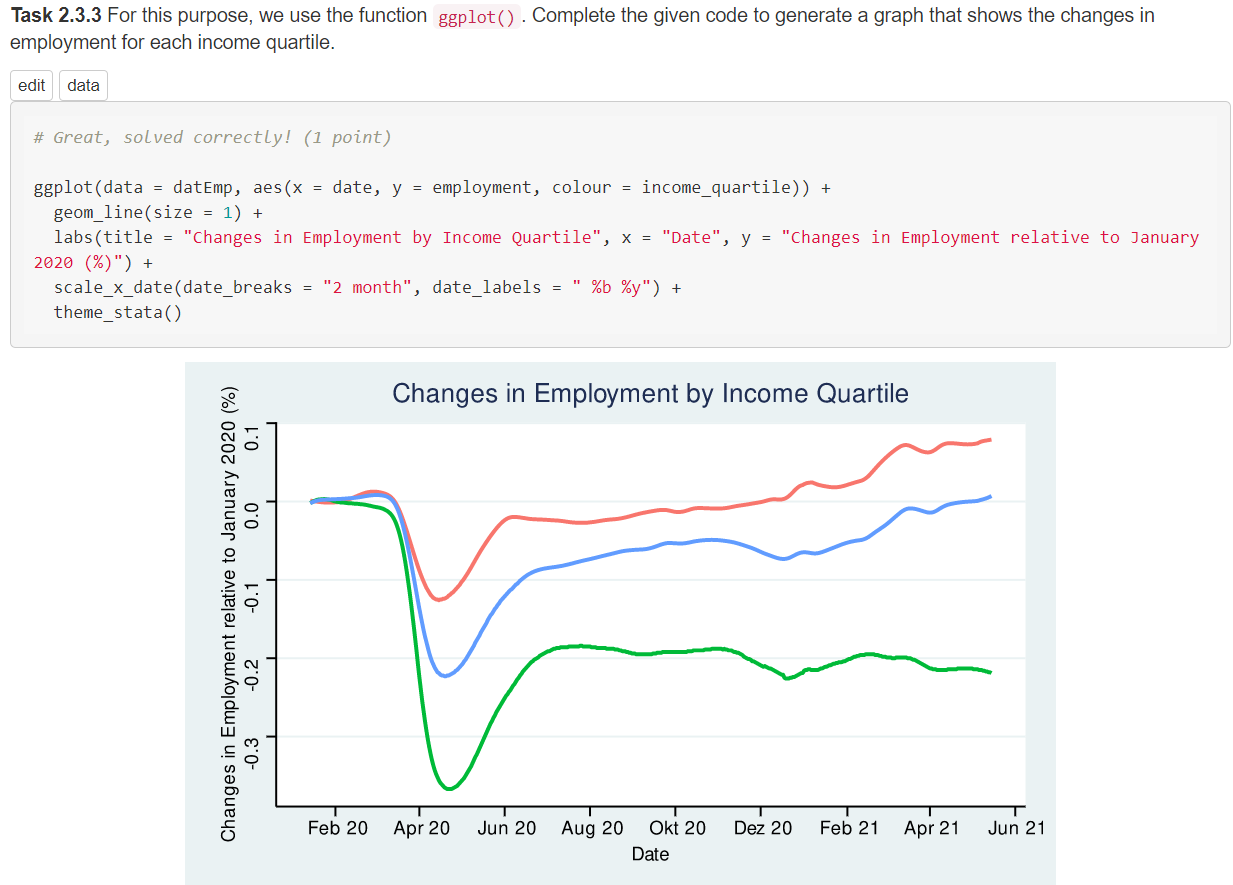 Task 2.3.3 For this purpose, we use the function ggplot() . Complete the given code to generate a graph that shows the changes in
employment for each income quartile.
edit data
# Great, solved correctly! (1 point)
ggplot(data = datEmp, aes(x = date, y = employment, colour = income_quartile)) +
geom_line(size = 1) +
labs(title = "Changes in Employment by Income Quartile", x = "Date", y = "Changes in Employment relative to January
2020 (%)") +
scale_x_date(date_breaks = "2 month", date_labels = " %b %y") +
theme_stata()
Changes in Employment by Income Quartile
Changes in Employment relative to January 2020 (%)
0.1
0.0
-0.1
-0.2
-0.3
Feb 20 Apr 20 Jun 20 Aug 20 Okt 20 Dez 20 Feb 21 Apr 21 Jun 21
Date